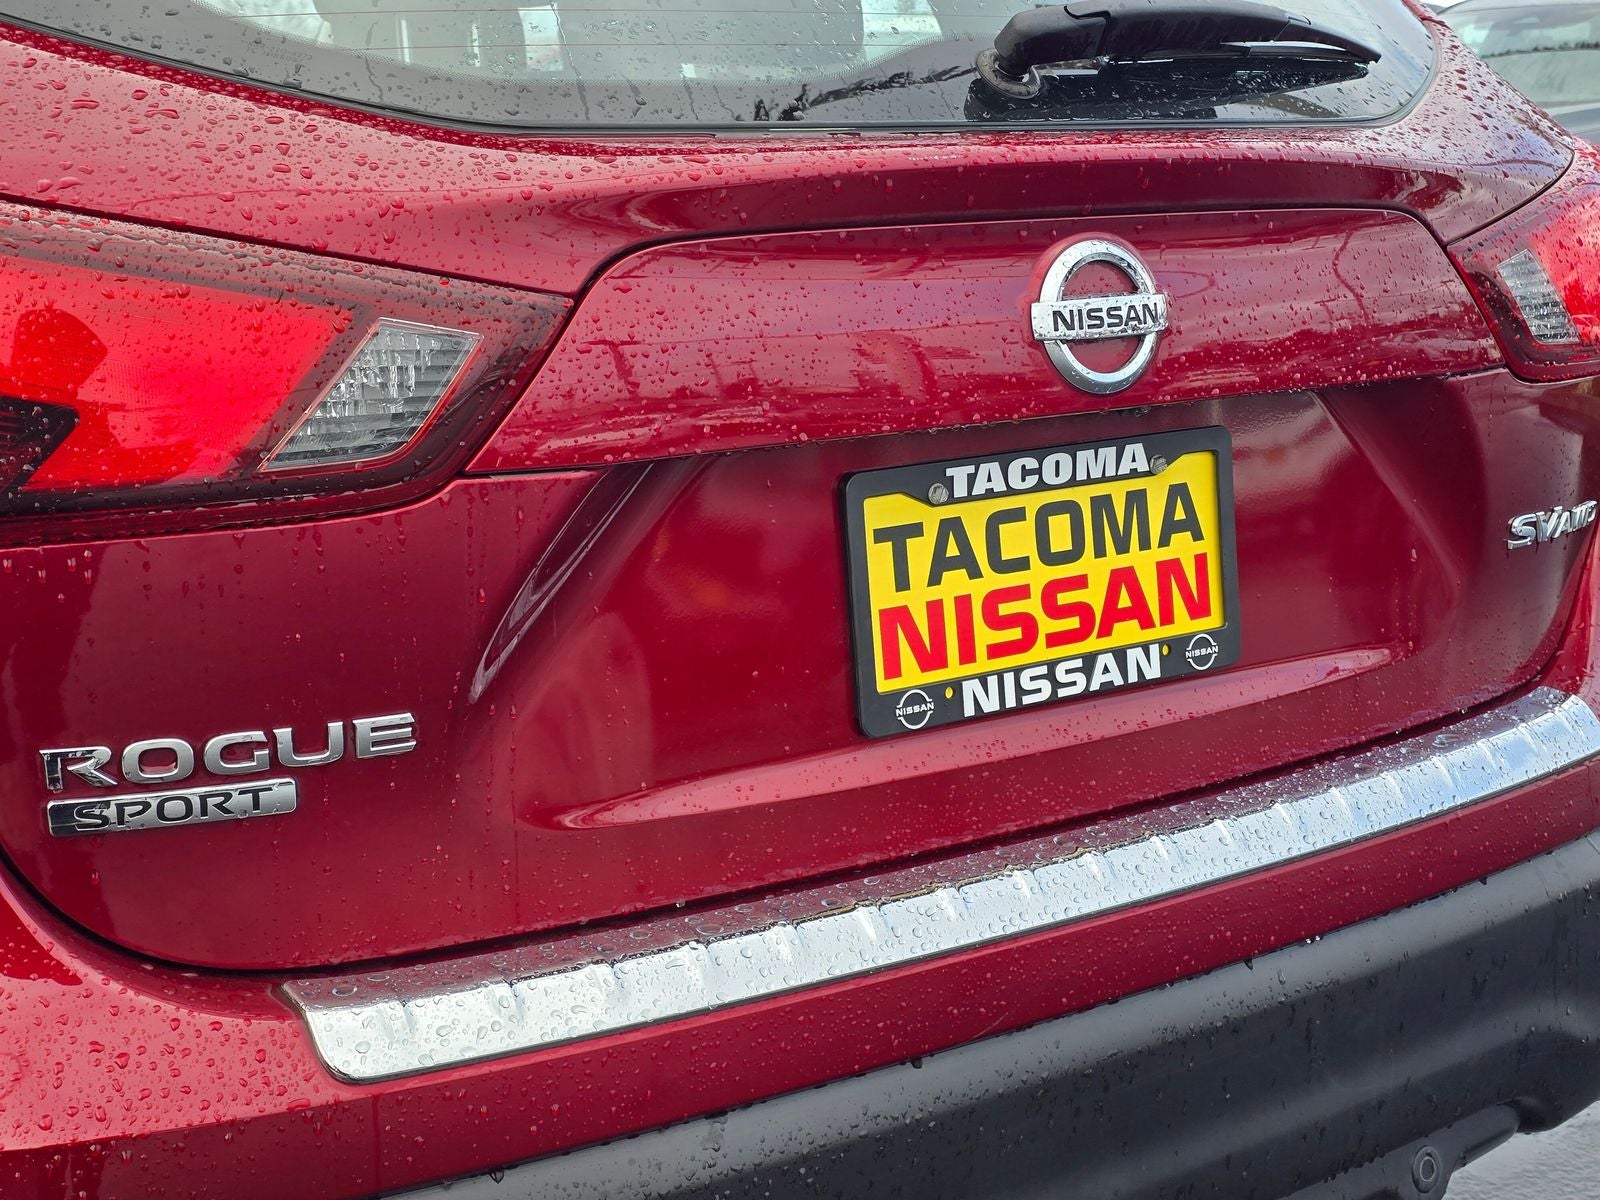 NISSAN
TACOMA
TACOMA
NISSAN
NISSAN
NISSAN
NISSAN
SV AWD
ROGUE
SPORT